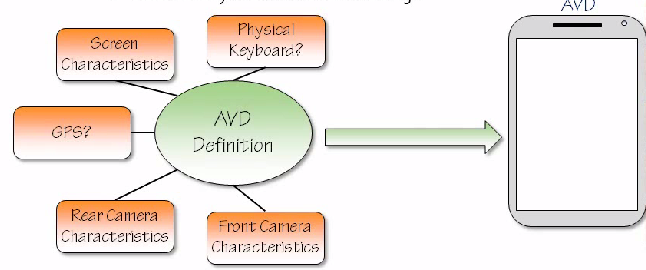 AVD
Physical
Keyboard?
Screen
Characteristics
GPS?
AVD
Definition
Rear Camera
Characteristics
Front Camera
Characteristics